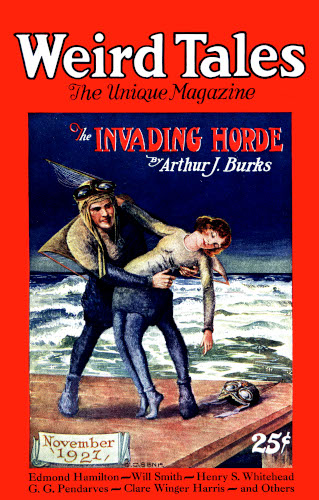 Weird Tales
The Unique Magazine
The INVADING HORDE
By Arthur J. Burks
November
1927
25¢
Edmond Hamilton—Will Smith—Henry S. Whitehead
G. G. Pendarves—Clare Winger Harris—and Others